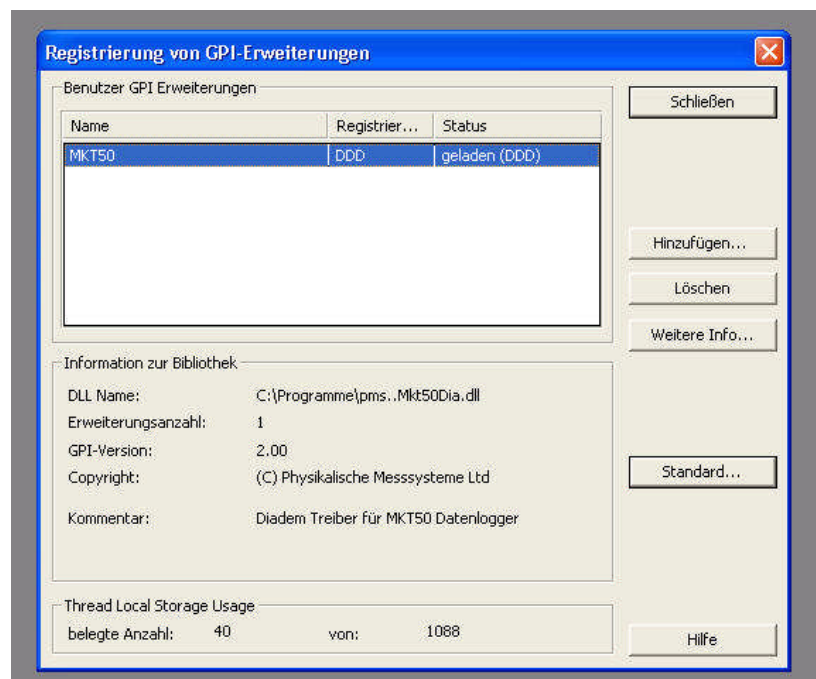 Registrierung von GPI-Erweiterungen
Benutzer GPI Erweiterungen
Name Registrier... Status
MKT50 DDD geladen (DDD)
Schließen
Hinzufügen...
Löschen
Weitere Info...
Information zur Bibliothek
DLL Name: C:\Programme\pms..Mkt50Dia.dll
Erweiterungsanzahl: 1
GPI-Version: 2.00
Copyright: (C) Physikalische Messsysteme Ltd
Kommentar: Diadem Treiber für MKT50 Datenlogger
Standard...
Thread Local Storage Usage
belegte Anzahl: 40 von: 1088
Hilfe